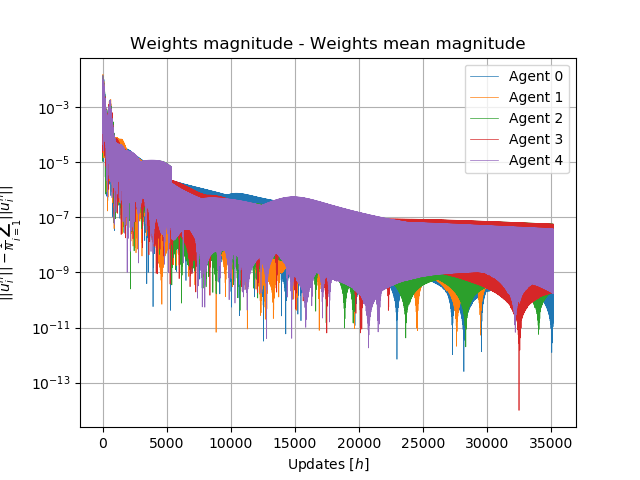 Weights magnitude - Weights mean magnitude
Agent 0
Agent 1
Agent 2
Agent 3
Agent 4
10^{-3}
10^{-5}
10^{-7}
10^{-9}
10^{-11}
10^{-13}
0 5000 10000 15000 20000 25000 30000 35000
Updates [h]